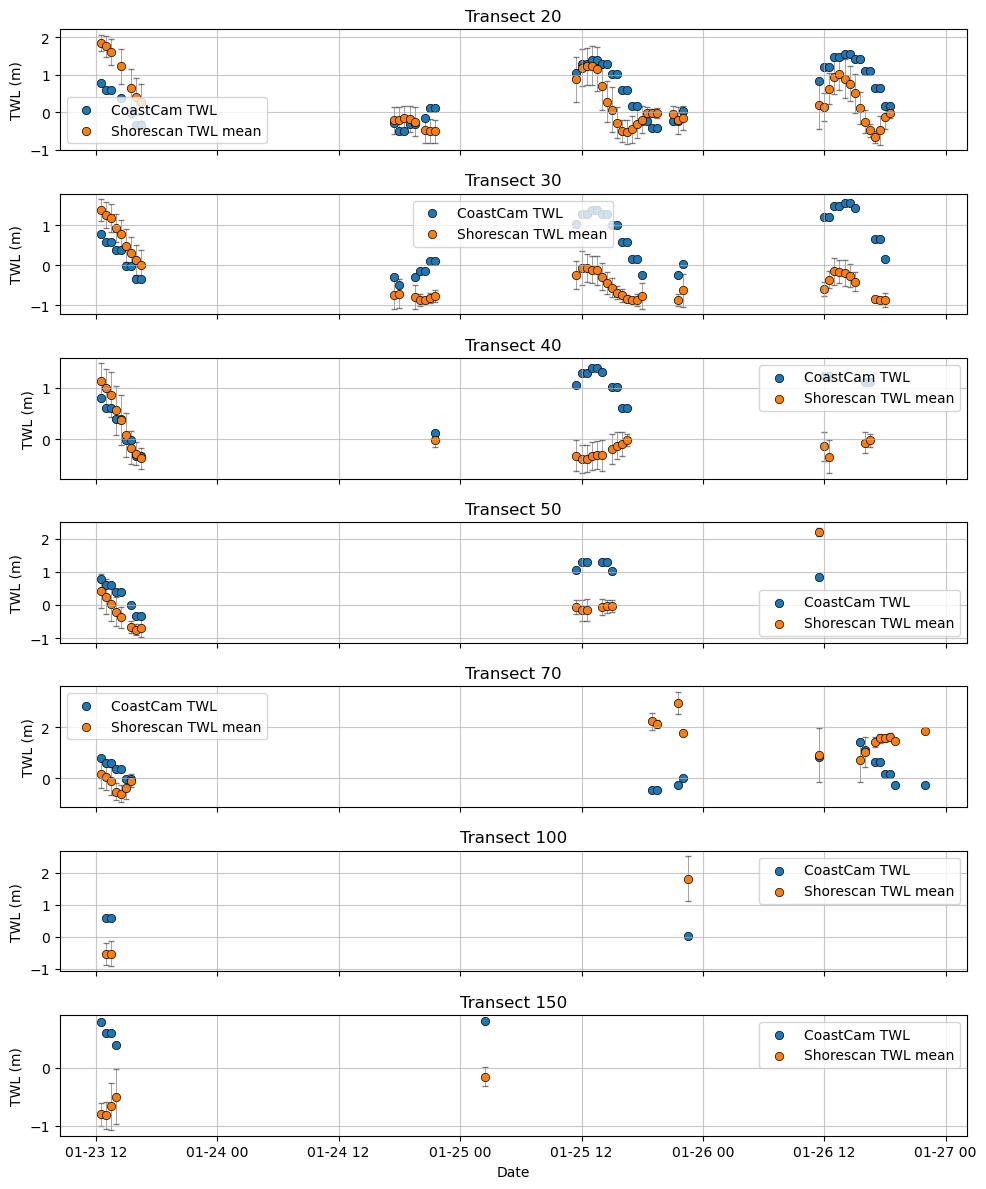 Transect 20
TWL (m)
2
1
0
−1
CoastCam TWL
Shorescan TWL mean
Transect 30
TWL (m)
1
0
−1
CoastCam TWL
Shorescan TWL mean
Transect 40
TWL (m)
1
0
CoastCam TWL
Shorescan TWL mean
Transect 50
TWL (m)
2
1
0
−1
CoastCam TWL
Shorescan TWL mean
Transect 70
TWL (m)
2
0
CoastCam TWL
Shorescan TWL mean
Transect 100
TWL (m)
2
1
0
−1
CoastCam TWL
Shorescan TWL mean
Transect 150
TWL (m)
0
−1
CoastCam TWL
Shorescan TWL mean
01-23 12 01-24 00 01-24 12 01-25 00 01-25 12 01-26 00 01-26 12 01-27 00
Date